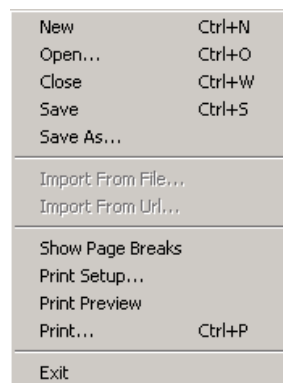 New Ctrl+N
Open... Ctrl+O
Close Ctrl+W
Save Ctrl+S
Save As...
Import From File...
Import From Url...
Show Page Breaks
Print Setup...
Print Preview
Print... Ctrl+P
Exit